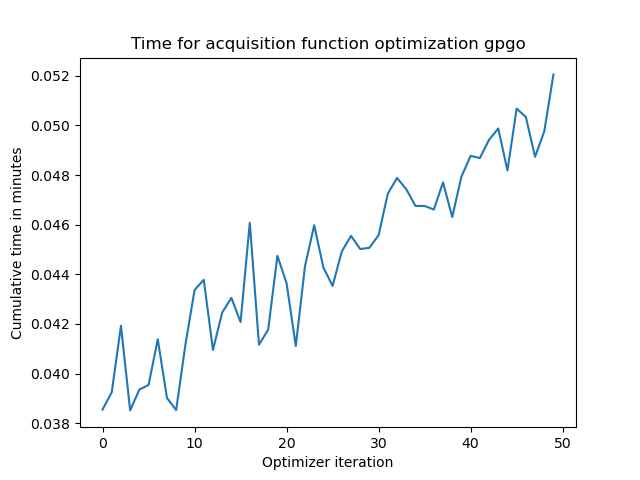 Time for acquisition function optimization gpgo
Cumulative time in minutes
0.052
0.050
0.048
0.046
0.044
0.042
0.040
0.038
0 10 20 30 40 50
Optimizer iteration